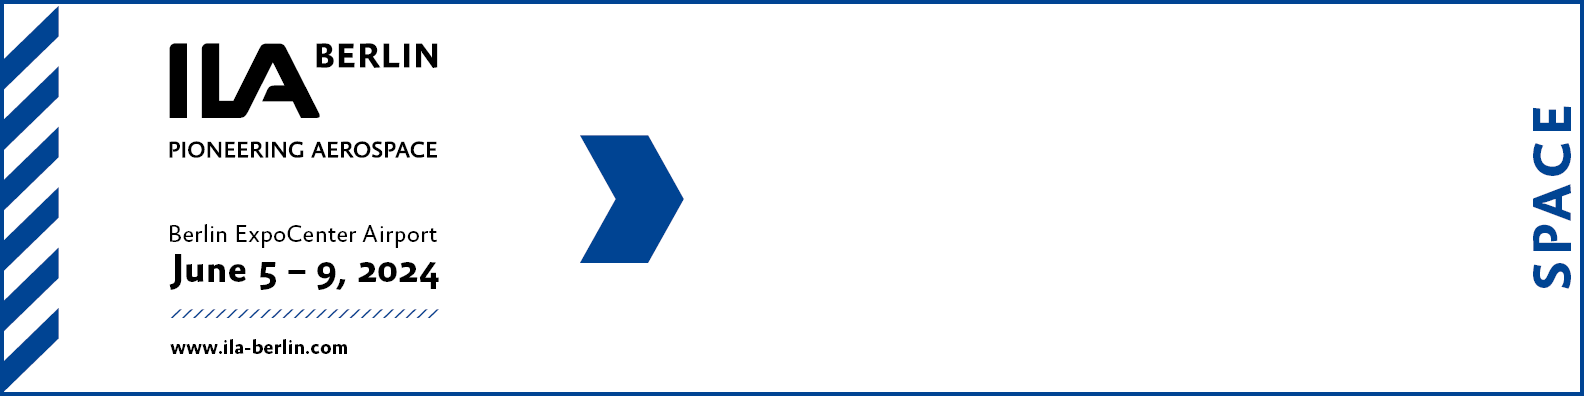 ILA BERLIN
PIONEERING AEROSPACE
Berlin ExpoCenter Airport
June 5 – 9, 2024
www.ila-berlin.com
SPACE